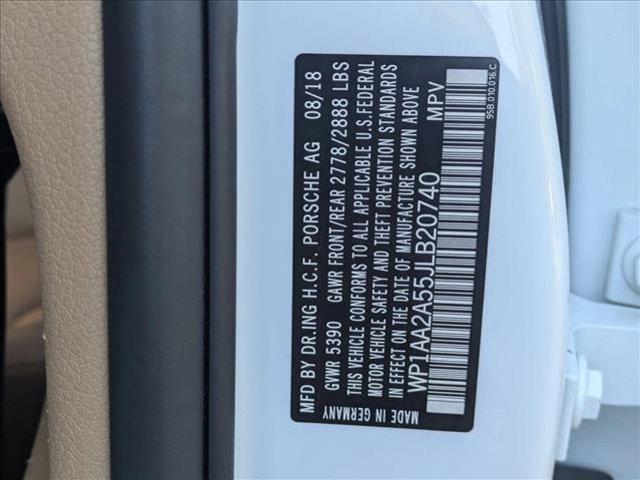 MFD BY DR.ING H.C.F. PORSCHE AG 08/18
GVWR 5390 GAWR FRONT/REAR 2778/2888 LBS
THIS VEHICLE CONFORMS TO ALL APPLICABLE U.S.FEDERAL
MOTOR VEHICLE SAFETY AND THEFT PREVENTION STANDARDS
IN EFFECT ON THE DATE OF MANUFACTURE SHOWN ABOVE
WP1AA2A55JLB20740 MPV
MADE IN GERMANY
95B.010.016 C